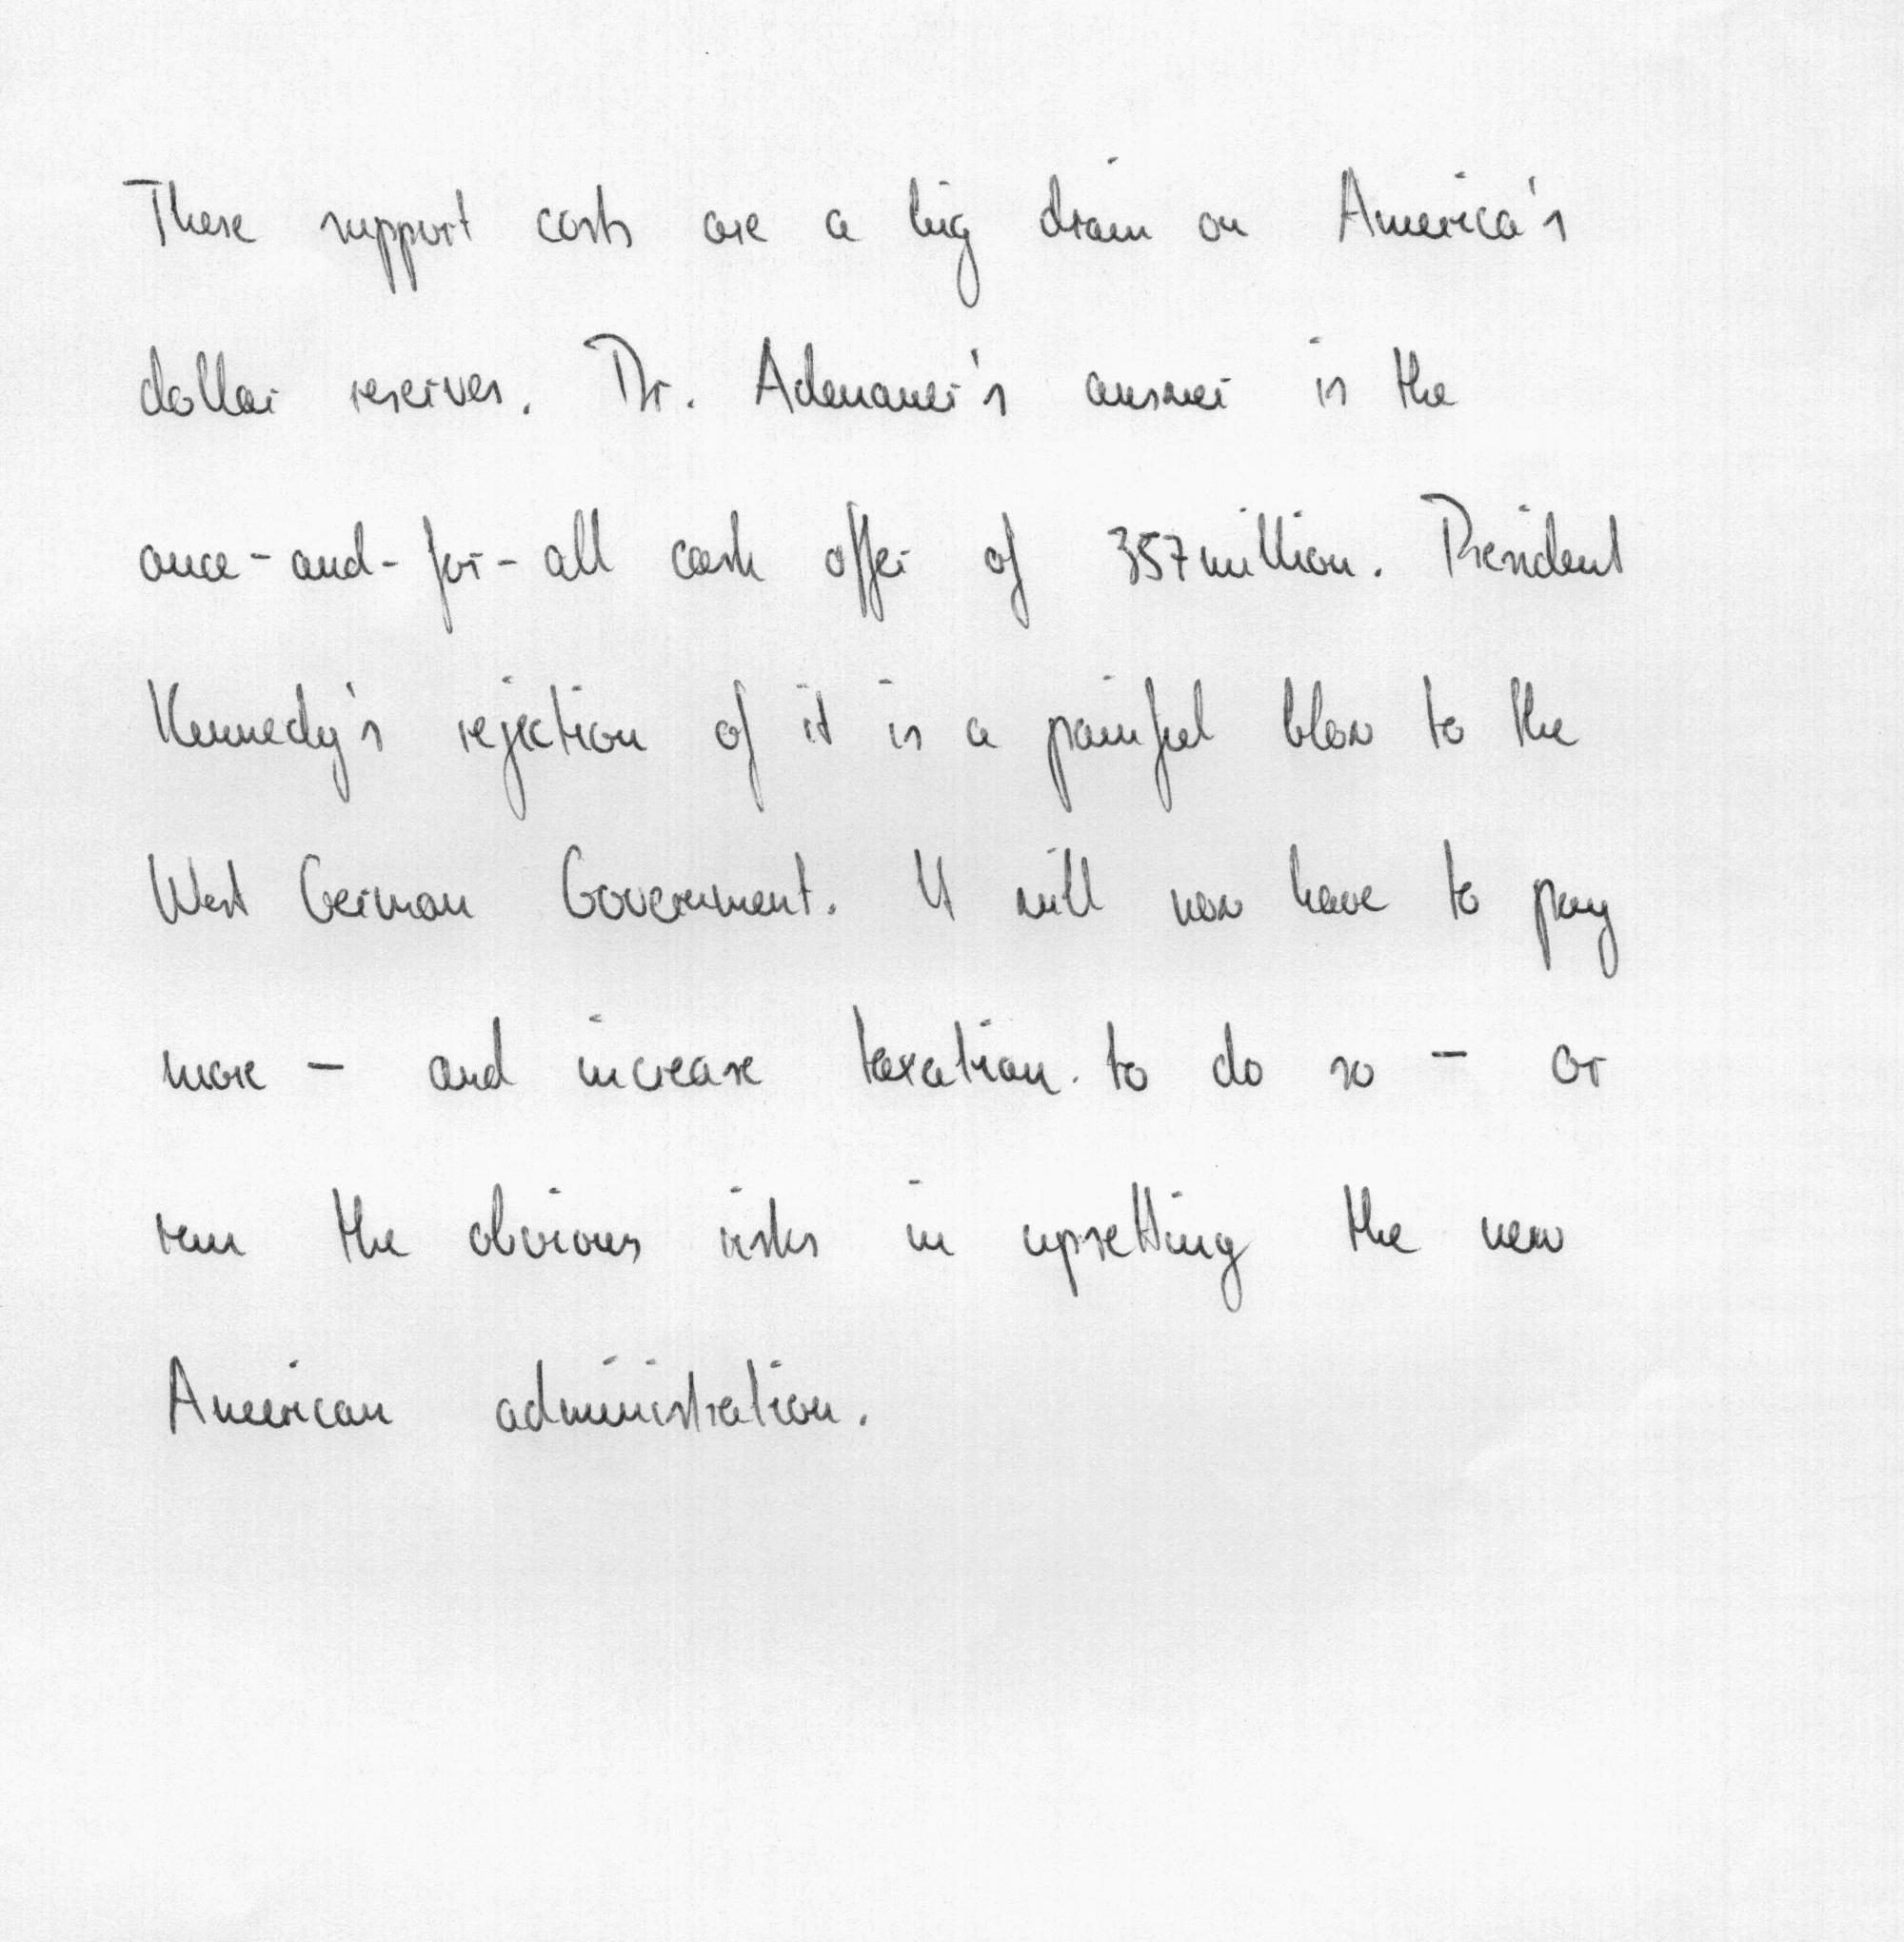 These support costs are a big drain on America's
dollar reserves. Dr. Adenauer's answer is the
once-and-for-all cash offer of 357 million. President
Kennedy's rejection of it is a painful blow to the
West German Government. It will now have to pay
more - and increase taxation to do so - or
run the obvious risks in upsetting the new
American administration.